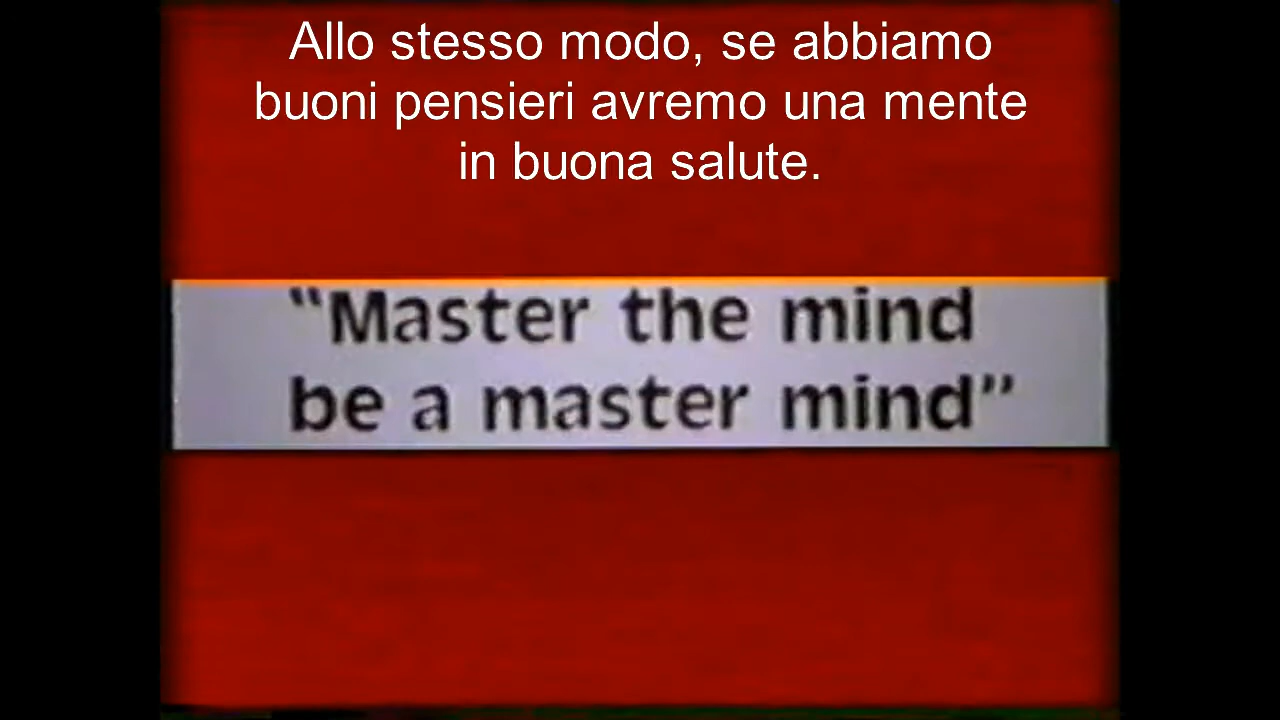 Allo stesso modo, se abbiamo
buoni pensieri avremo una mente
in buona salute.
“Master the mind
be a master mind”